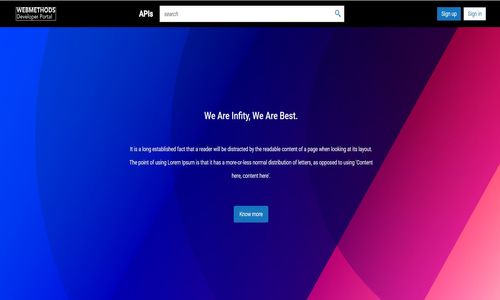 WEBMETHODS
Developer Portal
APIs
search
Sign up
Sign in
We Are Infity, We Are Best.
It is a long established fact that a reader will be distracted by the readable content of a page when looking at its layout.
The point of using Lorem Ipsum is that it has a more-or-less normal distribution of letters, as opposed to using 'Content
here, content here'.
Know more